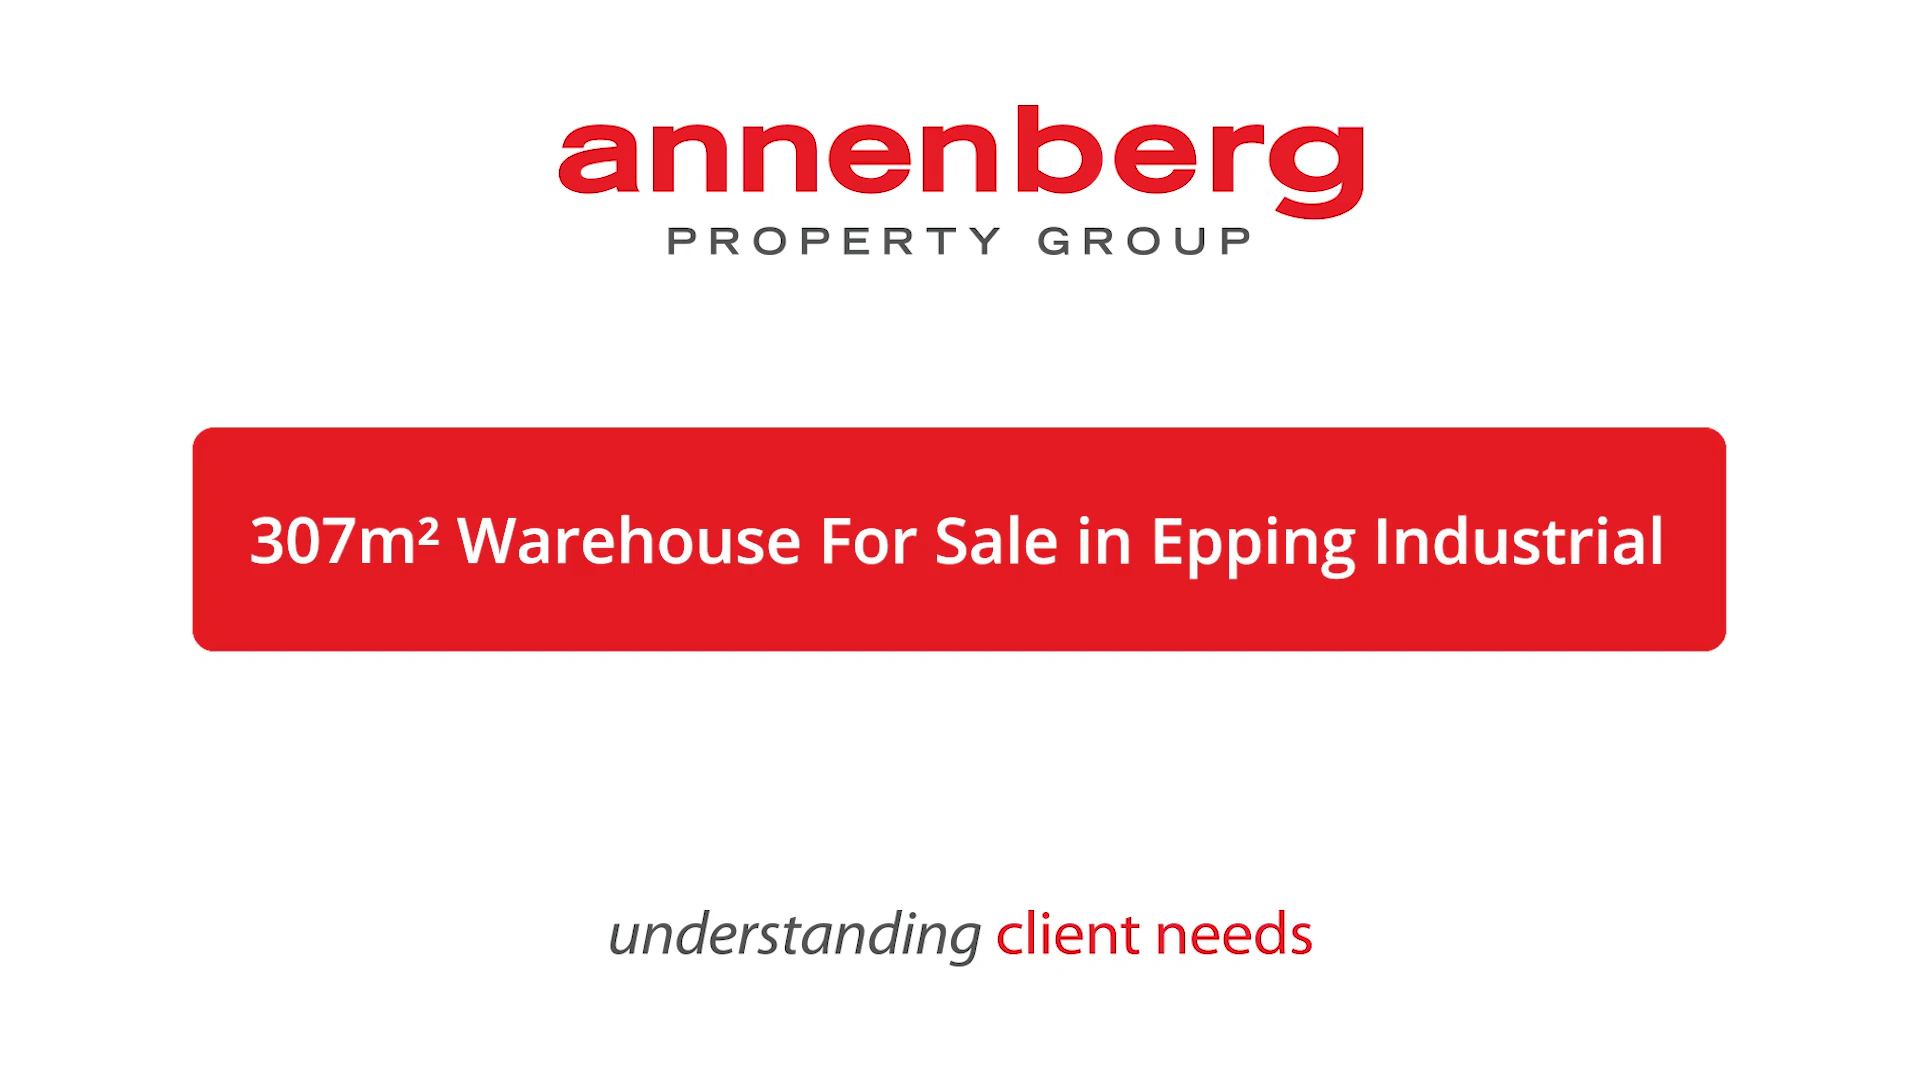 annenberg
PROPERTY GROUP
307m² Warehouse For Sale in Epping Industrial
understanding client needs